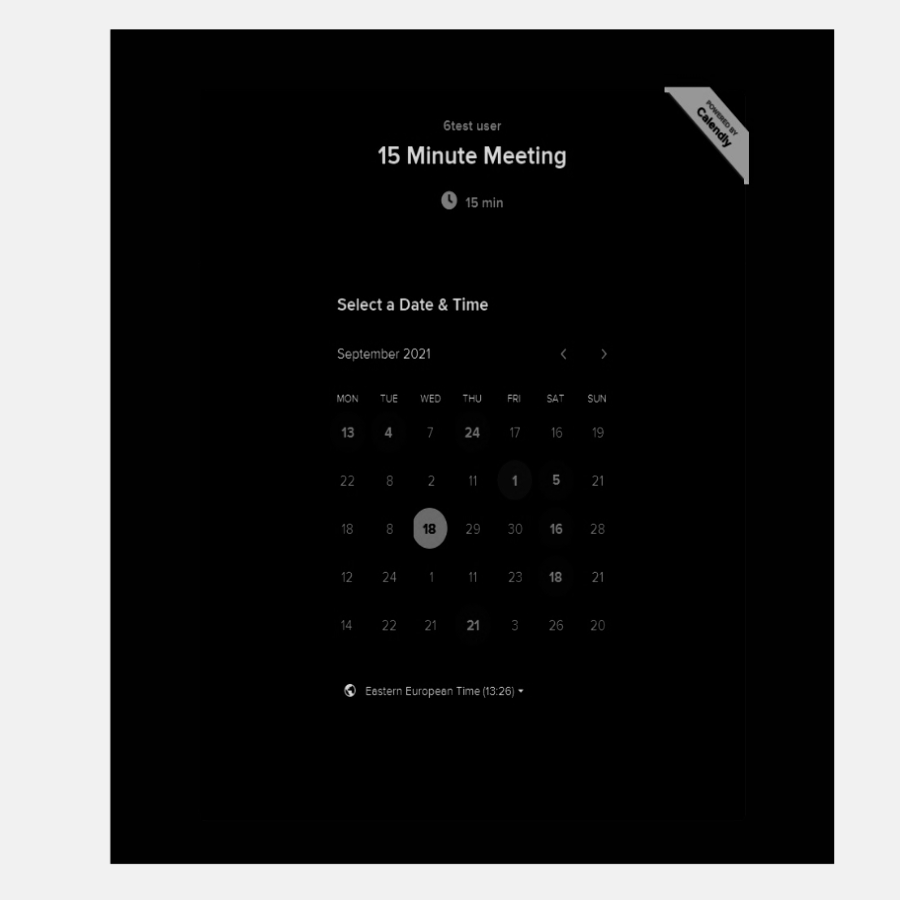 POWERED BY
Calendly
6test user
15 Minute Meeting
15 min
Select a Date & Time
September 2021
MON TUE WED THU FRI SAT SUN
13 4 7 24 17 16 19
22 8 2 11 1 5 21
18 8 18 29 30 16 28
12 24 1 11 23 18 21
14 22 21 21 3 26 20
Eastern European Time (13:26)